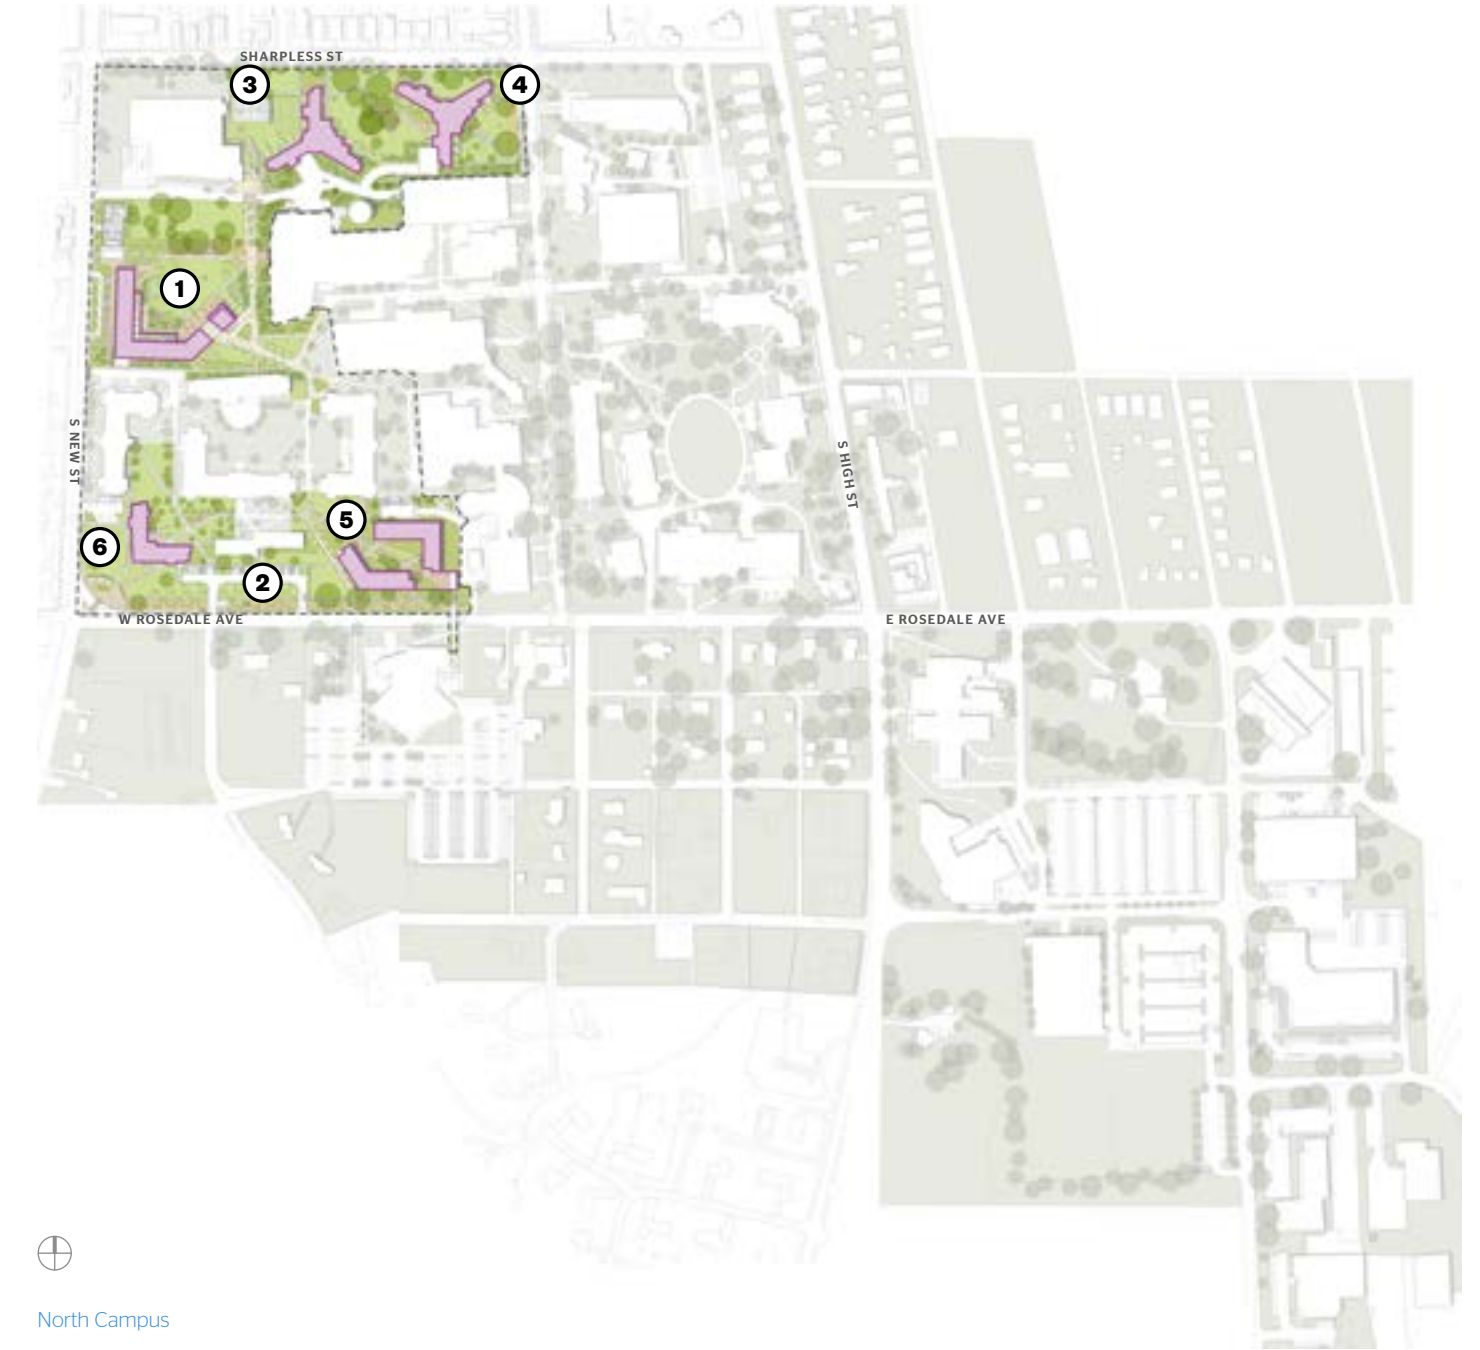 SHARPLESS ST
3
4
1
S NEW ST
S HIGH ST
5
6
2
W ROSEDALE AVE
E ROSEDALE AVE
North Campus